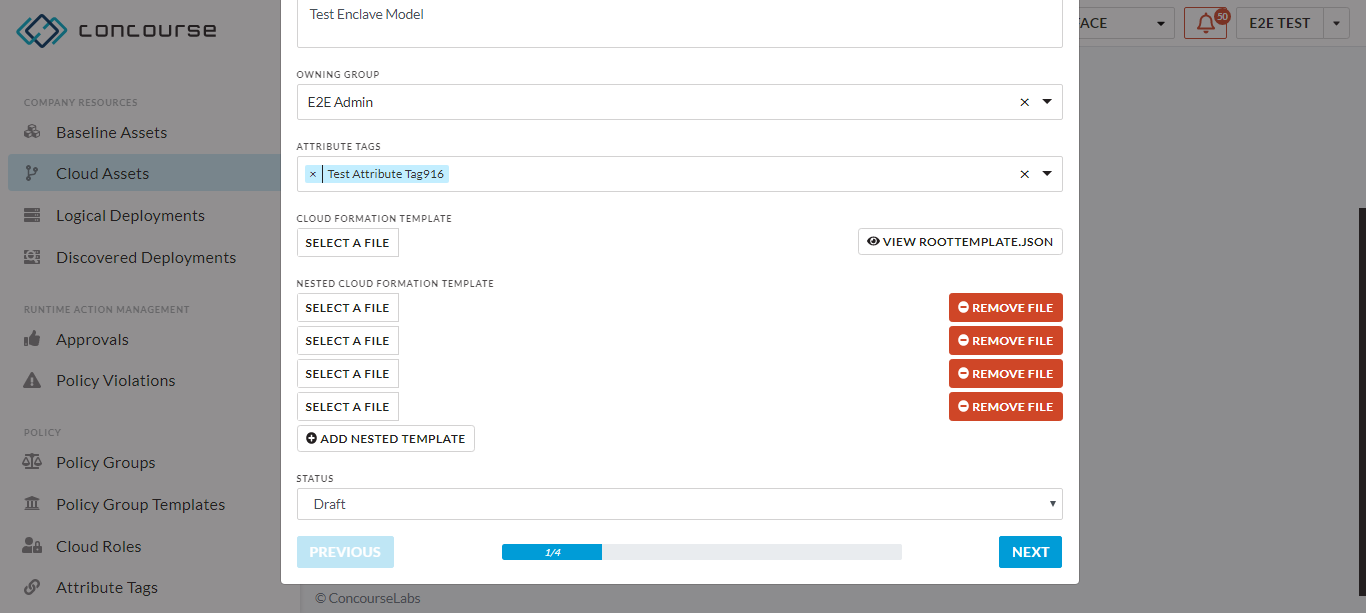 concourse
COMPANY RESOURCES
Baseline Assets
Cloud Assets
Logical Deployments
Discovered Deployments
RUNTIME ACTION MANAGEMENT
Approvals
Policy Violations
POLICY
Policy Groups
Policy Group Templates
Cloud Roles
Attribute Tags
Test Enclave Model
OWNING GROUP
E2E Admin
ATTRIBUTE TAGS
× Test Attribute Tag916
CLOUD FORMATION TEMPLATE
SELECT A FILE
VIEW ROOTTEMPLATE.JSON
NESTED CLOUD FORMATION TEMPLATE
SELECT A FILE REMOVE FILE
SELECT A FILE REMOVE FILE
SELECT A FILE REMOVE FILE
SELECT A FILE REMOVE FILE
ADD NESTED TEMPLATE
STATUS
Draft
PREVIOUS 1/4 NEXT
© ConcourseLabs
50
E2E TEST